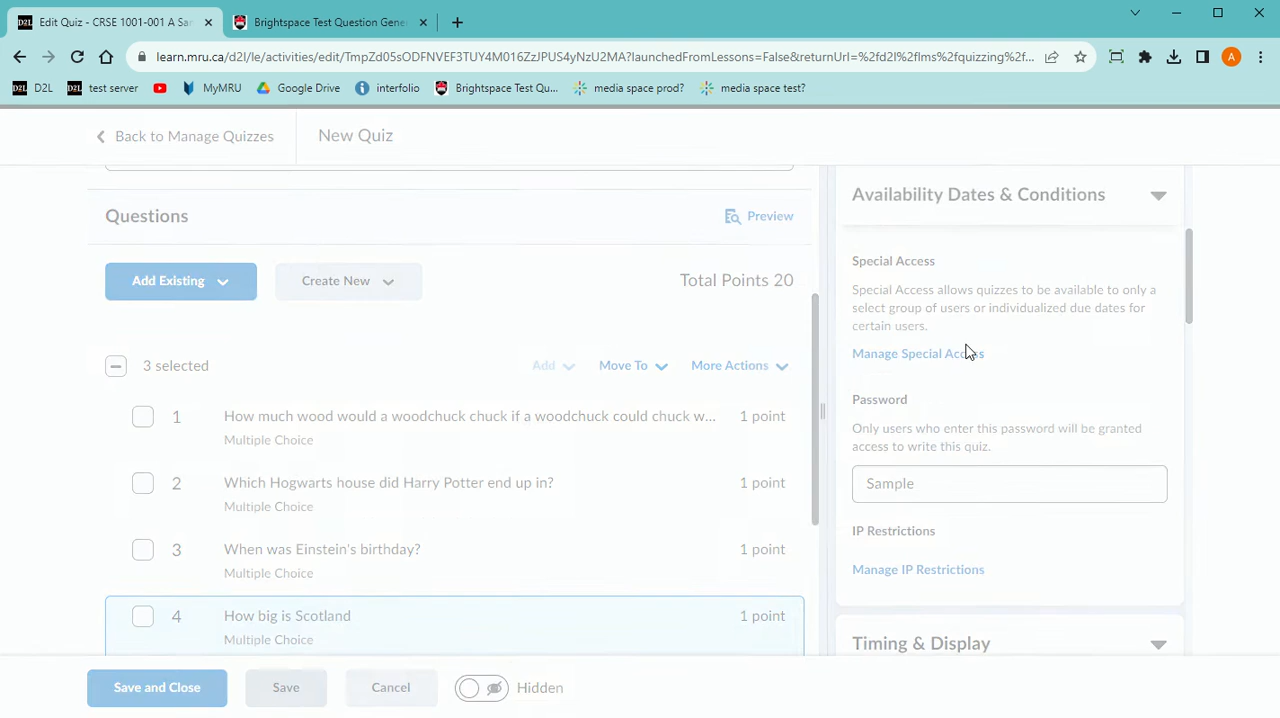 Edit Quiz - CRSE 1001-001 A Sam
Brightspace Test Question Gene
learn.mru.ca/d2l/le/activities/edit/TmpZd05sODFNVEF3TUY4M016ZzJPUS4yNzU2MA?launchedFromLessons=False&returnUrl=%2fd2l%2flms%2fquizzing%2f...
A
D2L
test server
MyMRU
Google Drive
interfolio
Brightspace Test Qu...
media space prod?
media space test?
Back to Manage Quizzes
New Quiz
Questions
Preview
Add Existing
Create New
Total Points 20
3 selected
Add
Move To
More Actions
1 How much wood would a woodchuck chuck if a woodchuck could chuck w... 1 point
Multiple Choice
2 Which Hogwarts house did Harry Potter end up in? 1 point
Multiple Choice
3 When was Einstein's birthday? 1 point
Multiple Choice
4 How big is Scotland 1 point
Multiple Choice
Availability Dates & Conditions
Special Access
Special Access allows quizzes to be available to only a
select group of users or individualized due dates for
certain users.
Manage Special Access
Password
Only users who enter this password will be granted
access to write this quiz.
Sample
IP Restrictions
Manage IP Restrictions
Timing & Display
Save and Close
Save
Cancel
Hidden